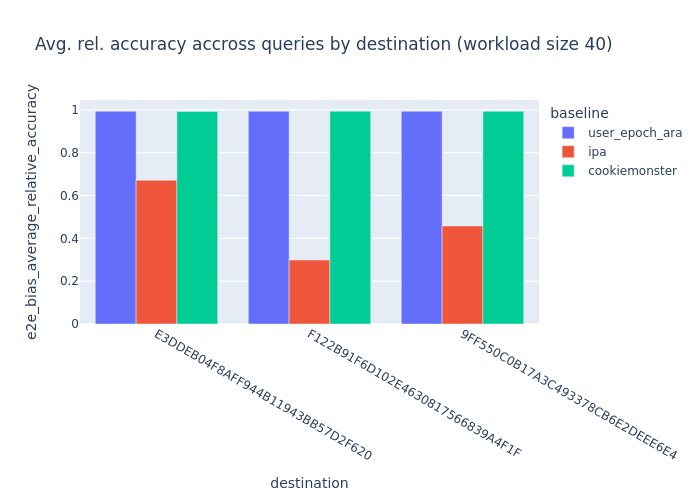 Avg. rel. accuracy accross queries by destination (workload size 40)
e2e_bias_average_relative_accuracy
1
0.8
0.6
0.4
0.2
0
baseline
user_epoch_ara
ipa
cookiemonster
E3DDEB04F8AFF944B11943BB57D2F620
F122B91F6D102E4630817566839A4F1F
9FF550C0B17A3C493378CB6E2DEEE6E4
destination